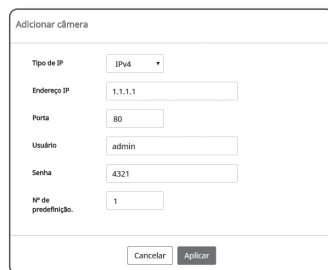 Adicionar câmera
Tipo de IP IPv4
Endereço IP 1.1.1.1
Porta 80
Usuário admin
Senha 4321
Nº de
predefinição. 1
Cancelar Aplicar